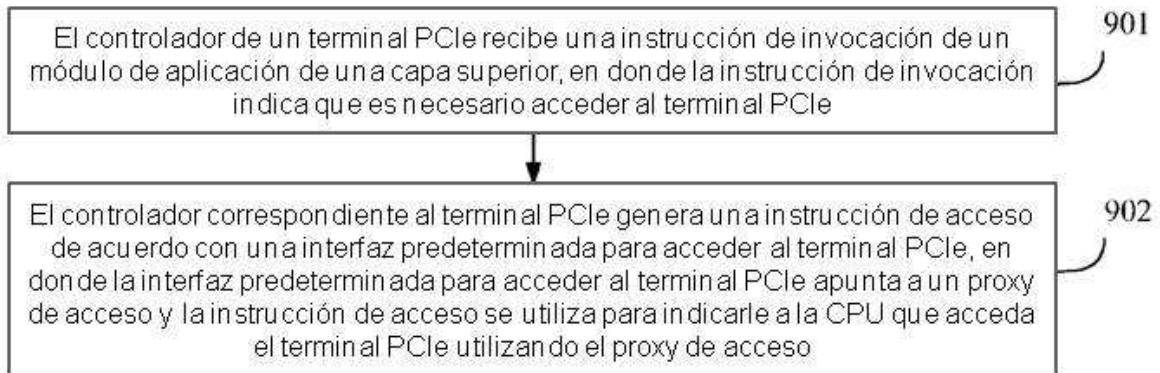 El controlador de un terminal PCIe recibe una instrucción de invocación de un
módulo de aplicación de una capa superior, en donde la instrucción de invocación
indica que es necesario acceder al terminal PCIe
901
El controlador correspondiente al terminal PCIe genera una instrucción de acceso
de acuerdo con una interfaz predeterminada para acceder al terminal PCIe, en
donde la interfaz predeterminada para acceder al terminal PCIe apunta a un proxy
de acceso y la instrucción de acceso se utiliza para indicarle a la CPU que acceda
el terminal PCIe utilizando el proxy de acceso
902